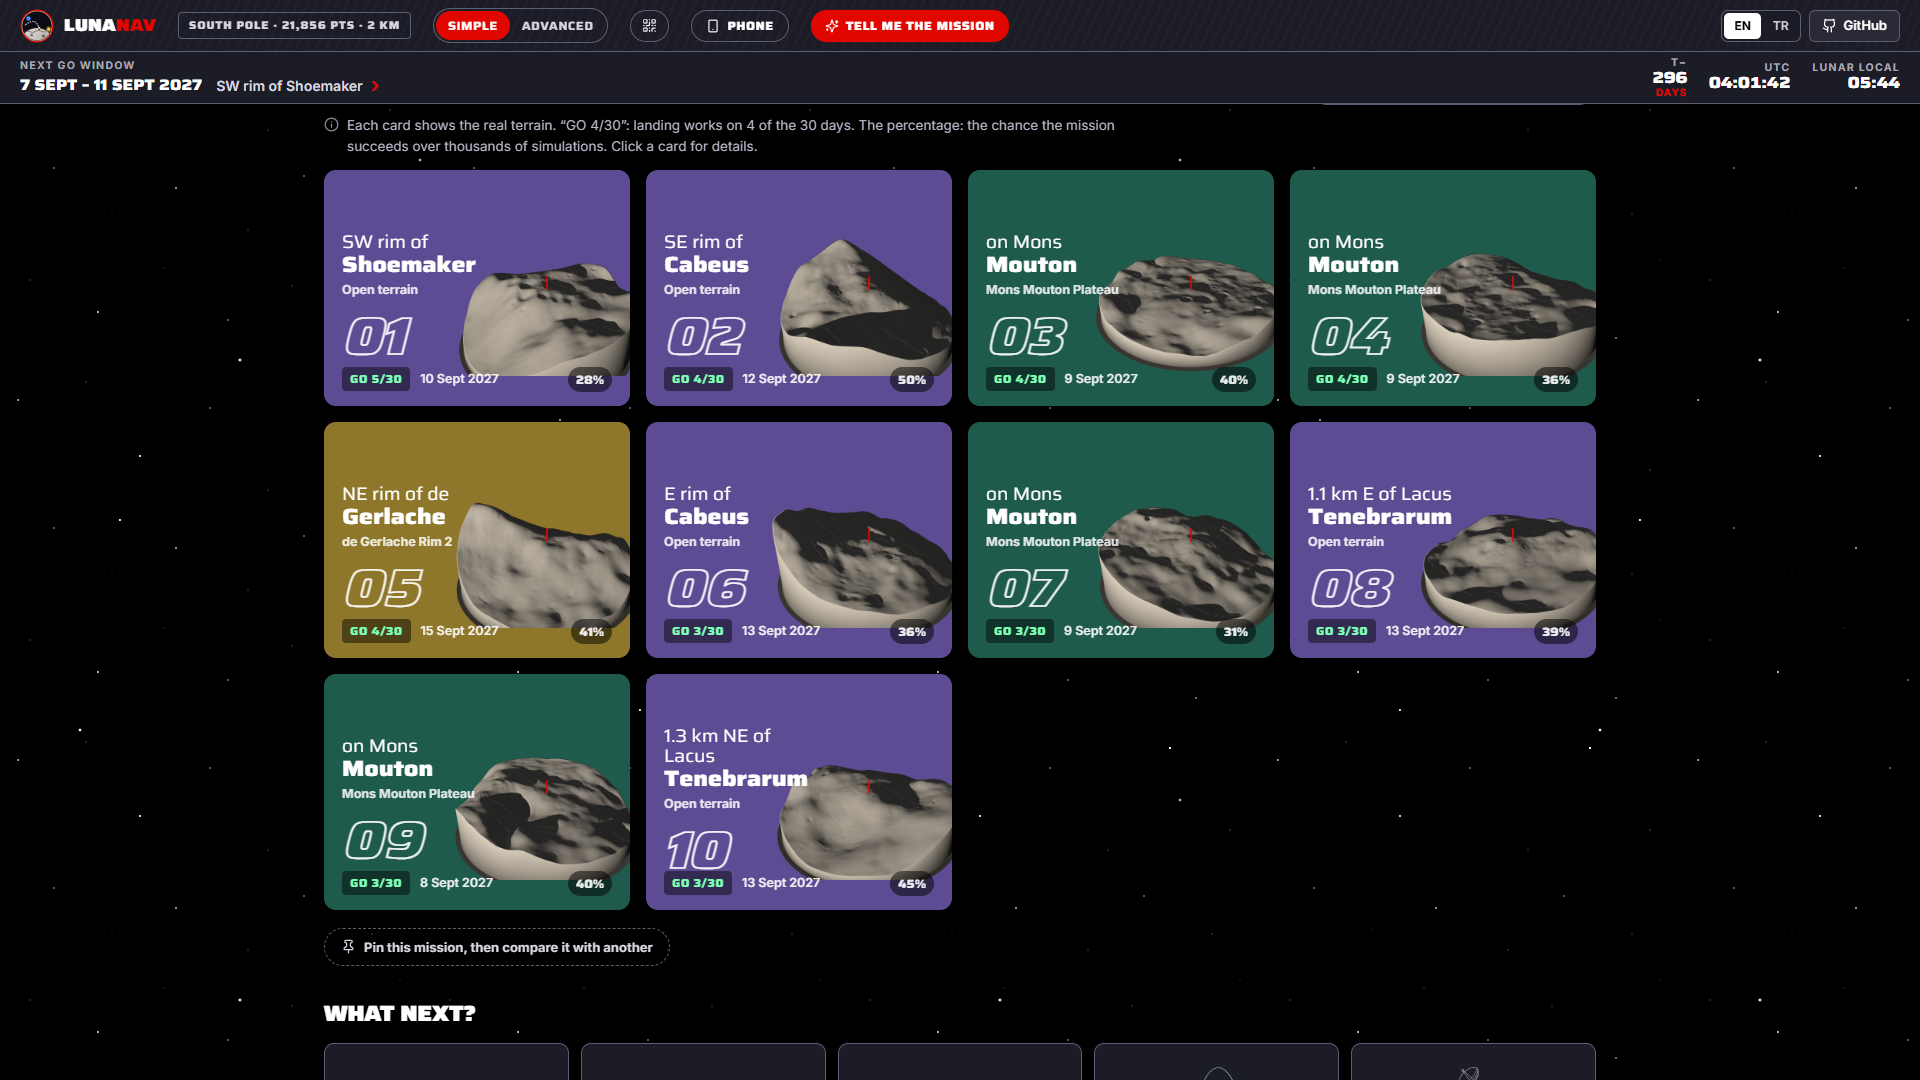 LUNANAV
SOUTH POLE · 21,856 PTS · 2 KM
SIMPLE
ADVANCED
PHONE
TELL ME THE MISSION
EN
TR
GitHub
NEXT GO WINDOW
7 SEPT – 11 SEPT 2027
SW rim of Shoemaker
T−
296
DAYS
UTC
04:01:42
LUNAR LOCAL
05:44
Each card shows the real terrain. “GO 4/30”: landing works on 4 of the 30 days. The percentage: the chance the mission
succeeds over thousands of simulations. Click a card for details.
SW rim of
Shoemaker
Open terrain
01
GO 5/30
10 Sept 2027
28%
SE rim of
Cabeus
Open terrain
02
GO 4/30
12 Sept 2027
50%
on Mons
Mouton
Mons Mouton Plateau
03
GO 4/30
9 Sept 2027
40%
on Mons
Mouton
Mons Mouton Plateau
04
GO 4/30
9 Sept 2027
36%
NE rim of de
Gerlache
de Gerlache Rim 2
05
GO 4/30
15 Sept 2027
41%
E rim of
Cabeus
Open terrain
06
GO 3/30
13 Sept 2027
36%
on Mons
Mouton
Mons Mouton Plateau
07
GO 3/30
9 Sept 2027
31%
1.1 km E of Lacus
Tenebrarum
Open terrain
08
GO 3/30
13 Sept 2027
39%
on Mons
Mouton
Mons Mouton Plateau
09
GO 3/30
8 Sept 2027
40%
1.3 km NE of
Lacus
Tenebrarum
Open terrain
10
GO 3/30
13 Sept 2027
45%
Pin this mission, then compare it with another
WHAT NEXT?